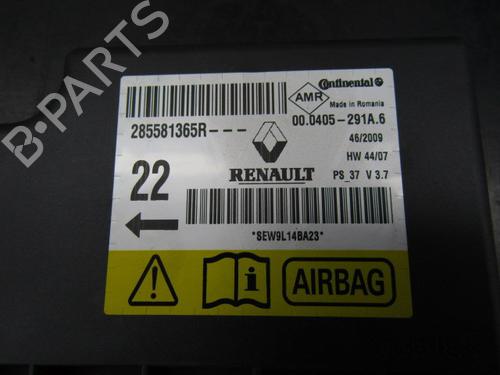 B-PARTS
Continental
AMR
Made in Romania
285581365R---
00.0405-291A.6
46/2009
HW 44/07
22
RENAULT
PS_37 V 3.7
*SEW9L14BA23*
AIRBAG